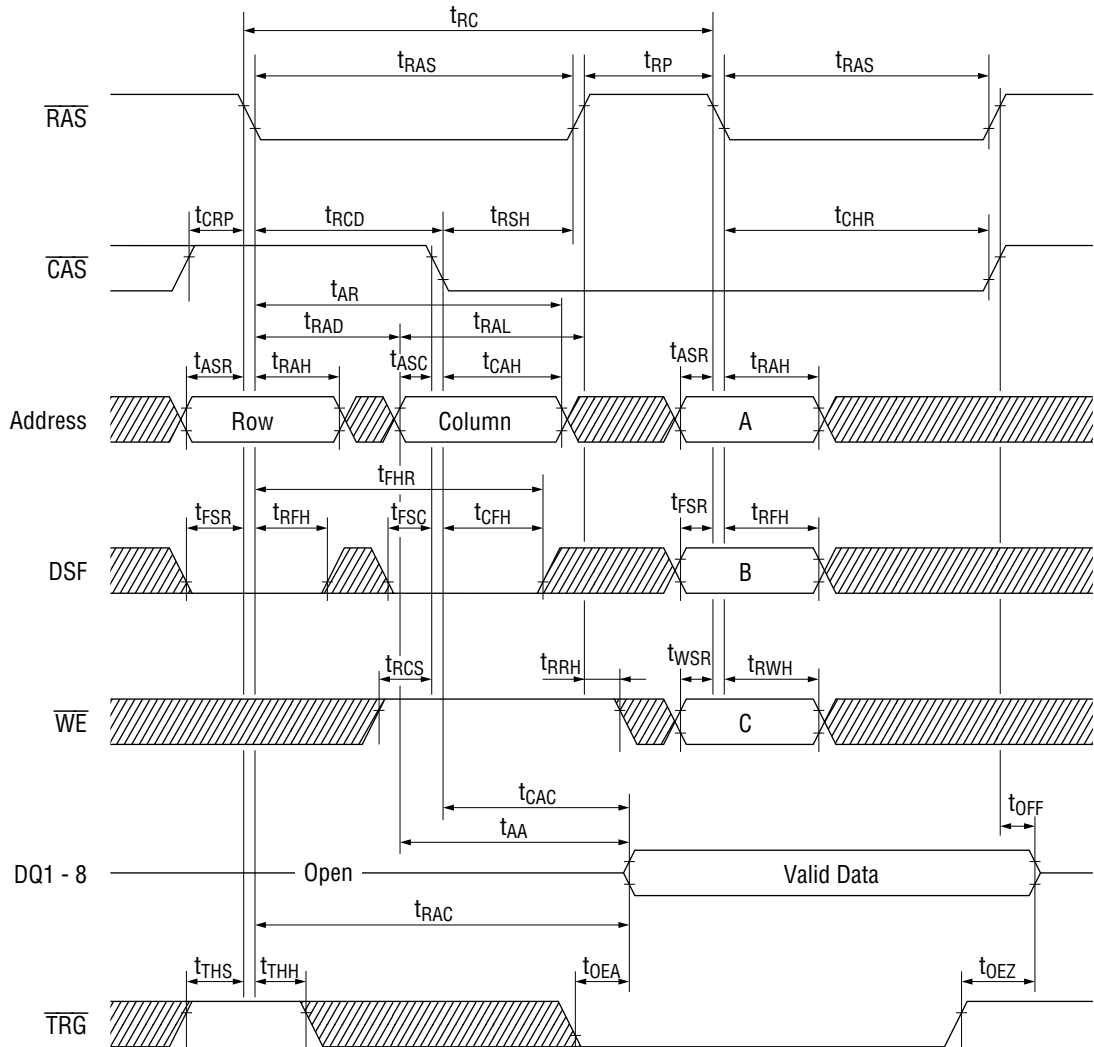 tRC
tRAS tRP tRAS
RAS
tCRP tRCD tRSH tCHR
CAS
tAR
tRAD tRAL
tASR tRAH tASC tCAH tASR tRAH
Address Row Column A
tFHR
tFSR tRFH tFSC tCFH tFSR tRFH
DSF B
tRCS tRRH tWSR tRWH
WE C
tCAC tOFF
tAA
DQ1 - 8 Open Valid Data
tRAC
tTHS tTHH tOEA tOEZ
TRG